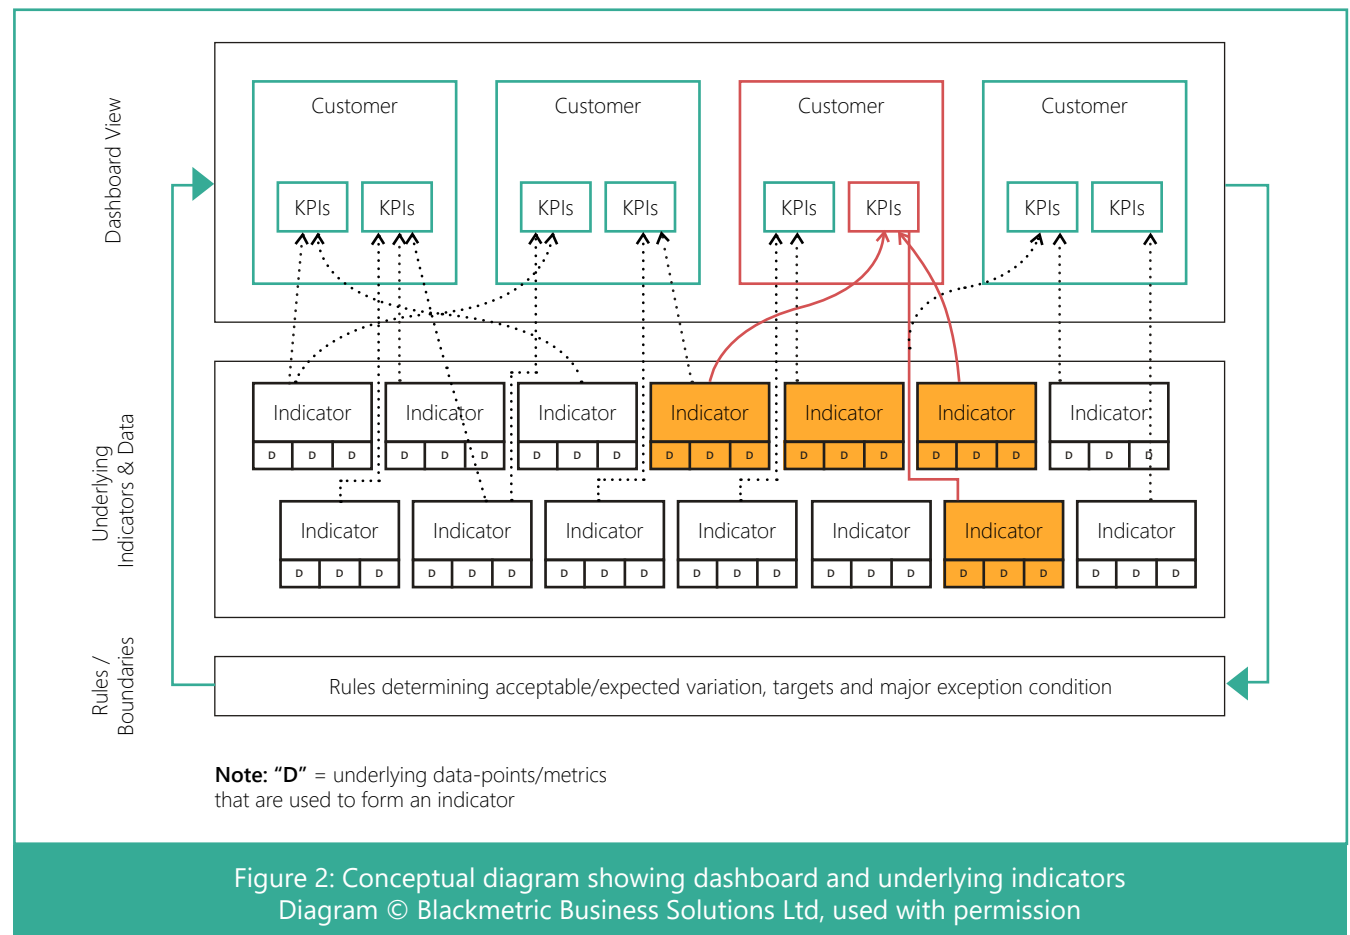 Dashboard View
Customer
Customer
Customer
Customer
KPIs
KPIs
KPIs
KPIs
KPIs
KPIs
KPIs
KPIs
Underlying
Indicators & Data
Indicator
Indicator
Indicator
Indicator
Indicator
Indicator
Indicator
D D D
D D D
D D D
D D D
D D D
D D D
D D D
Indicator
Indicator
Indicator
Indicator
Indicator
Indicator
Indicator
D D D
D D D
D D D
D D D
D D D
D D D
D D D
Rules /
Boundaries
Rules determining acceptable/expected variation, targets and major exception condition
Note: “D” = underlying data-points/metrics
that are used to form an indicator
Figure 2: Conceptual diagram showing dashboard and underlying indicators
Diagram © Blackmetric Business Solutions Ltd, used with permission